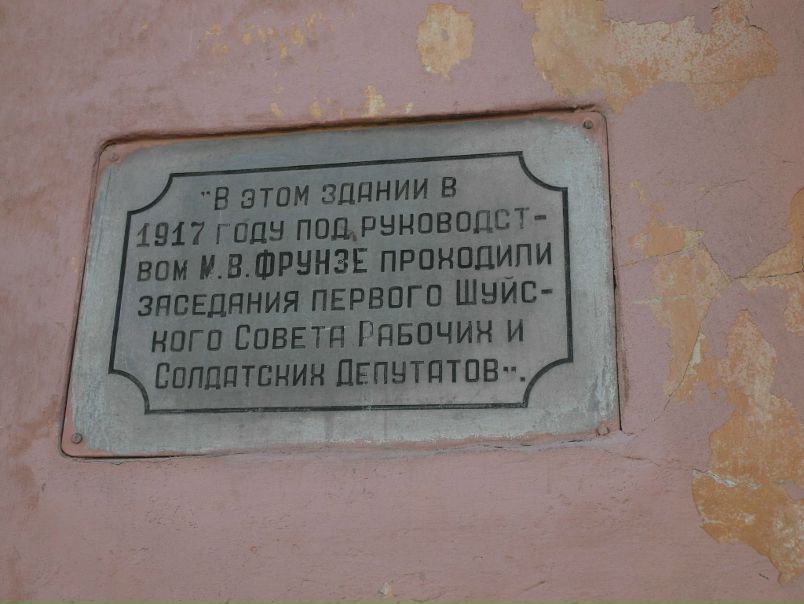 "В ЭТОМ ЗДАНИИ В
1917 ГОДУ ПОД РУКОВОДСТ-
ВОМ М.В.ФРУНЗЕ ПРОХОДИЛИ
ЗАСЕДАНИЯ ПЕРВОГО ШУЙС-
КОГО СОВЕТА РАБОЧИХ И
СОЛДАТСКИХ ДЕПУТАТОВ".